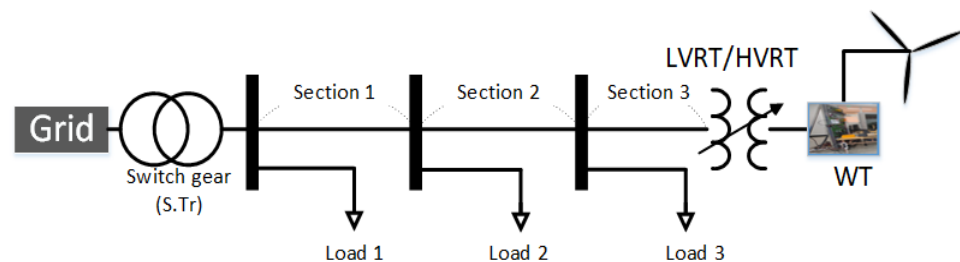 LVRT/HVRT
Section 1
Section 2
Section 3
Grid
Switch gear
(S.Tr)
WT
Load 1
Load 2
Load 3